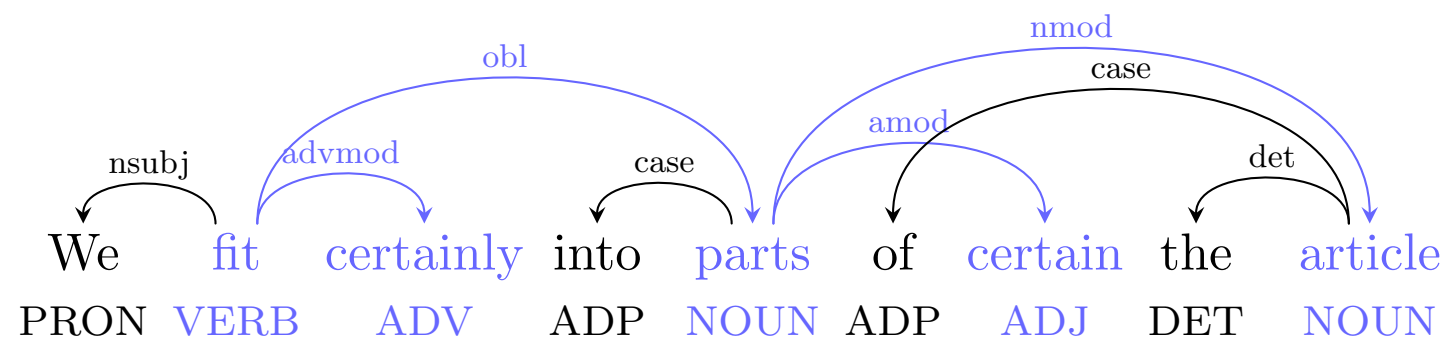 nmod
obl case
amod
nsubj advmod case det
We fit certainly into parts of certain the article
PRON VERB ADV ADP NOUN ADP ADJ DET NOUN